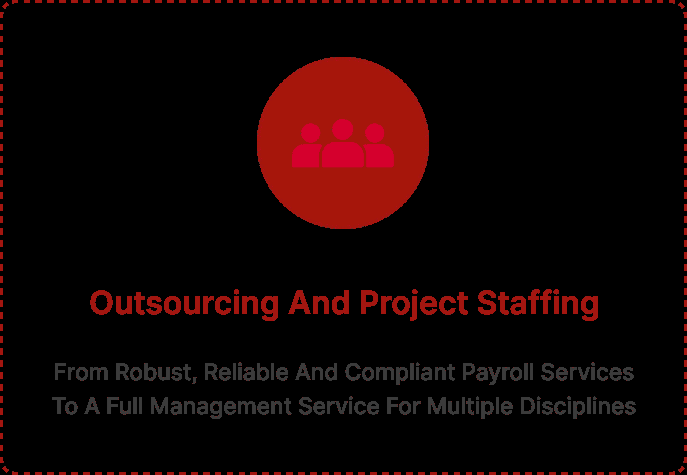 Outsourcing And Project Staffing
From Robust, Reliable And Compliant Payroll Services
To A Full Management Service For Multiple Disciplines